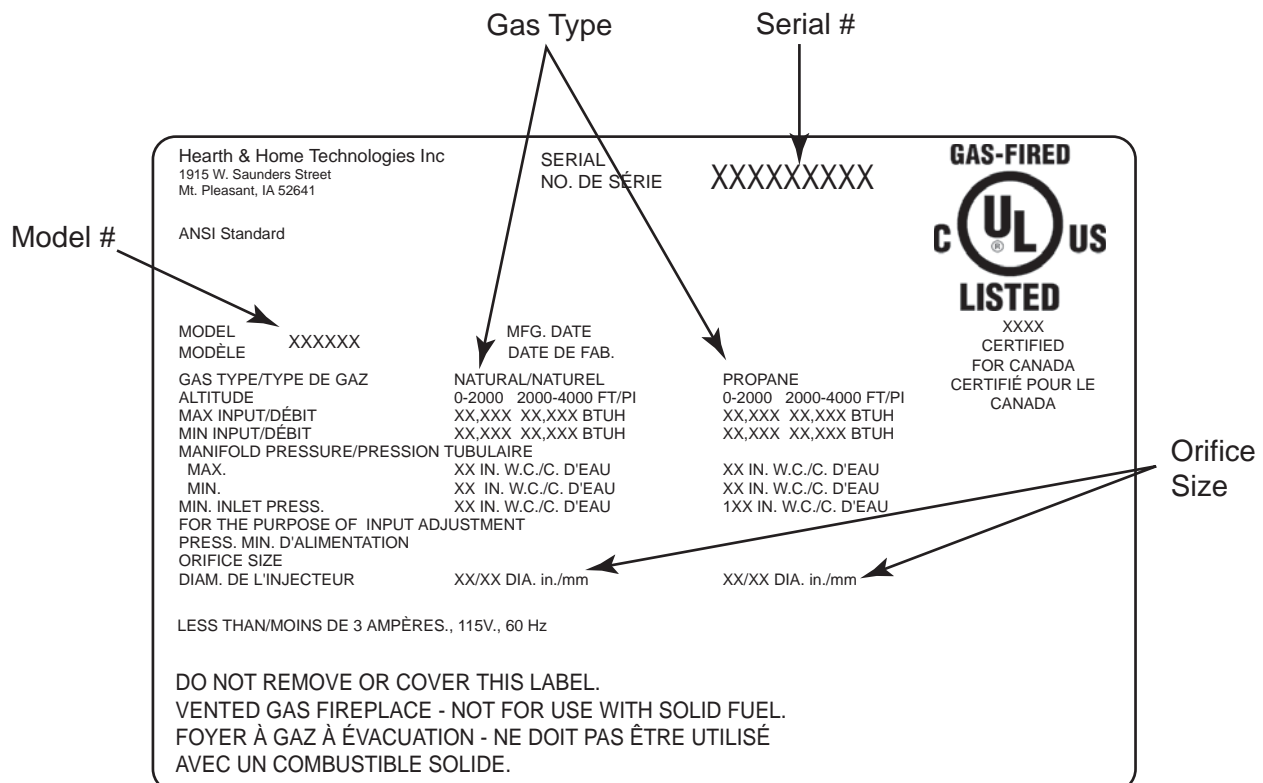 Gas Type
Serial #
Hearth & Home Technologies Inc
1915 W. Saunders Street
Mt. Pleasant, IA 52641
SERIAL
NO. DE SÉRIE
XXXXXXXXX
GAS-FIRED
C UL US
®
LISTED
Model #
ANSI Standard
MODEL
MODÈLE
XXXXXX
MFG. DATE
DATE DE FAB.
XXXX
CERTIFIED
FOR CANADA
CERTIFIÉ POUR LE
CANADA
GAS TYPE/TYPE DE GAZ NATURAL/NATUREL PROPANE
ALTITUDE 0-2000 2000-4000 FT/PI 0-2000 2000-4000 FT/PI
MAX INPUT/DÉBIT XX,XXX XX,XXX BTUH XX,XXX XX,XXX BTUH
MIN INPUT/DÉBIT XX,XXX XX,XXX BTUH XX,XXX XX,XXX BTUH
MANIFOLD PRESSURE/PRESSION TUBULAIRE
MAX. XX IN. W.C./C. D'EAU XX IN. W.C./C. D'EAU
MIN. XX IN. W.C./C. D'EAU XX IN. W.C./C. D'EAU
MIN. INLET PRESS. XX IN. W.C./C. D'EAU 1XX IN. W.C./C. D'EAU
FOR THE PURPOSE OF INPUT ADJUSTMENT
PRESS. MIN. D'ALIMENTATION
ORIFICE SIZE
DIAM. DE L'INJECTEUR XX/XX DIA. in./mm XX/XX DIA. in./mm
Orifice
Size
LESS THAN/MOINS DE 3 AMPÈRES., 115V., 60 Hz
DO NOT REMOVE OR COVER THIS LABEL.
VENTED GAS FIREPLACE - NOT FOR USE WITH SOLID FUEL.
FOYER À GAZ À ÉVACUATION - NE DOIT PAS ÊTRE UTILISÉ
AVEC UN COMBUSTIBLE SOLIDE.